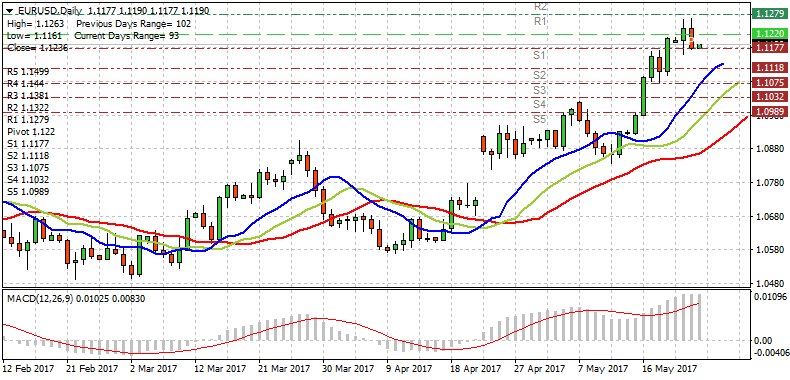 EURUSD,Daily 1.1177 1.1190 1.1177 1.1190
High= 1.1263 Previous Days Range= 102
Low= 1.1161 Current Days Range= 93
Close= 1.1236
R5 1.1499
R4 1.144
R3 1.1381
R2 1.1322
R1 1.1279
Pivot 1.122
S1 1.1177
S2 1.1118
S3 1.1075
S4 1.1032
S5 1.0989
R2
R1
S1
S2
S3
S4
S5
1.1279
1.1220
1.1177
1.1118
1.1075
1.1032
1.0989
1.0880
1.0780
1.0680
1.0580
1.0480
MACD(12,26,9) 0.01025 0.00830
0.01096
0.00
-0.00406
12 Feb 2017 21 Feb 2017 2 Mar 2017 12 Mar 2017 21 Mar 2017 30 Mar 2017 9 Apr 2017 18 Apr 2017 27 Apr 2017 7 May 2017 16 May 2017